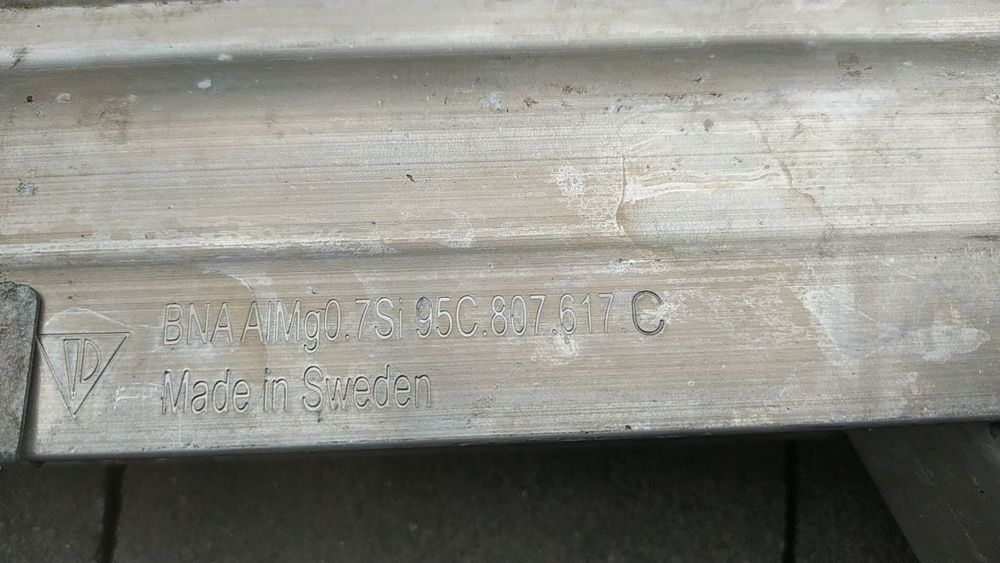 BNA AlMg0.7Si 95C.807.617.C
Made in Sweden